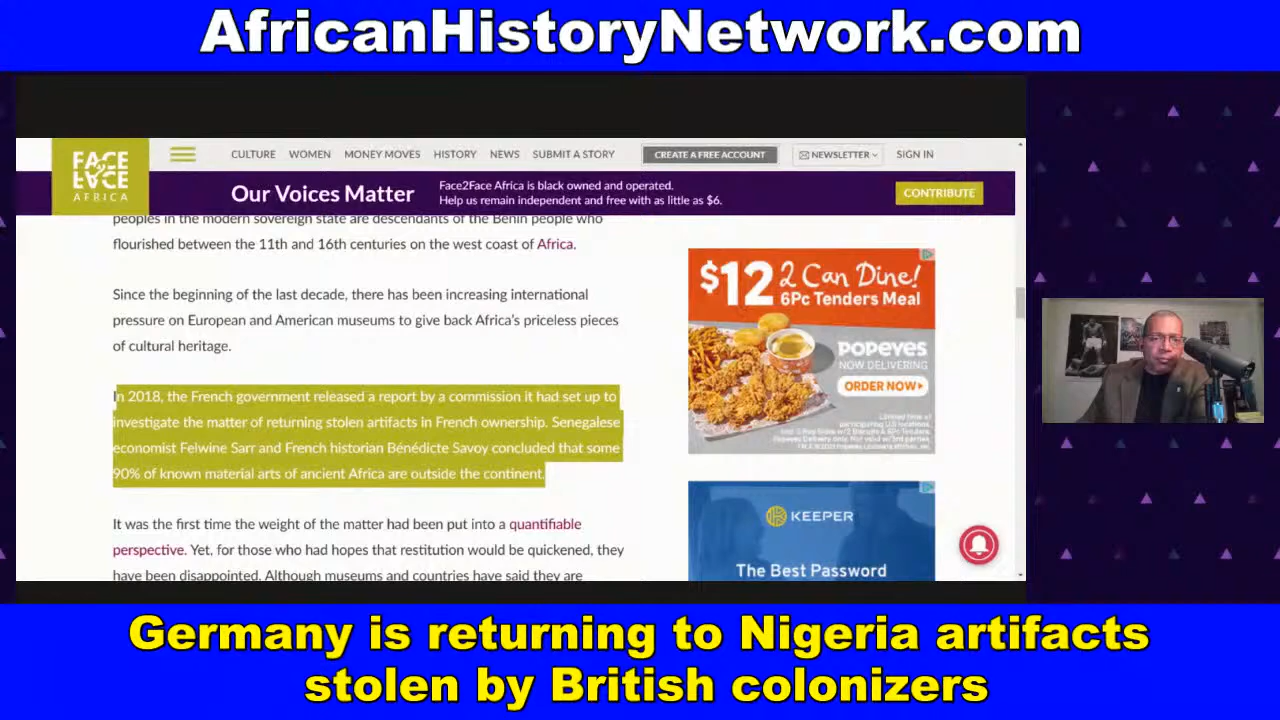 AfricanHistoryNetwork.com
FACE
2
FACE
AFRICA
CULTURE WOMEN MONEY MOVES HISTORY NEWS SUBMIT A STORY CREATE A FREE ACCOUNT NEWSLETTER SIGN IN
Our Voices Matter
Face2Face Africa is black owned and operated.
Help us remain independent and free with as little as $6.
CONTRIBUTE
peoples in the modern sovereign state are descendants of the Benin people who
flourished between the 11th and 16th centuries on the west coast of Africa.
Since the beginning of the last decade, there has been increasing international
pressure on European and American museums to give back Africa's priceless pieces
of cultural heritage.
In 2018, the French government released a report by a commission it had set up to
investigate the matter of returning stolen artifacts in French ownership. Senegalese
economist Felwine Sarr and French historian Bénédicte Savoy concluded that some
90% of known material arts of ancient Africa are outside the continent.
It was the first time the weight of the matter had been put into a quantifiable
perspective. Yet, for those who had hopes that restitution would be quickened, they
have been disappointed. Although museums and countries have said they are
$12 2 Can Dine!
6Pc Tenders Meal
POPEYES
NOW DELIVERING
ORDER NOW
Limited time at
participating U.S. locations.
KEEPER
The Best Password
Germany is returning to Nigeria artifacts
stolen by British colonizers